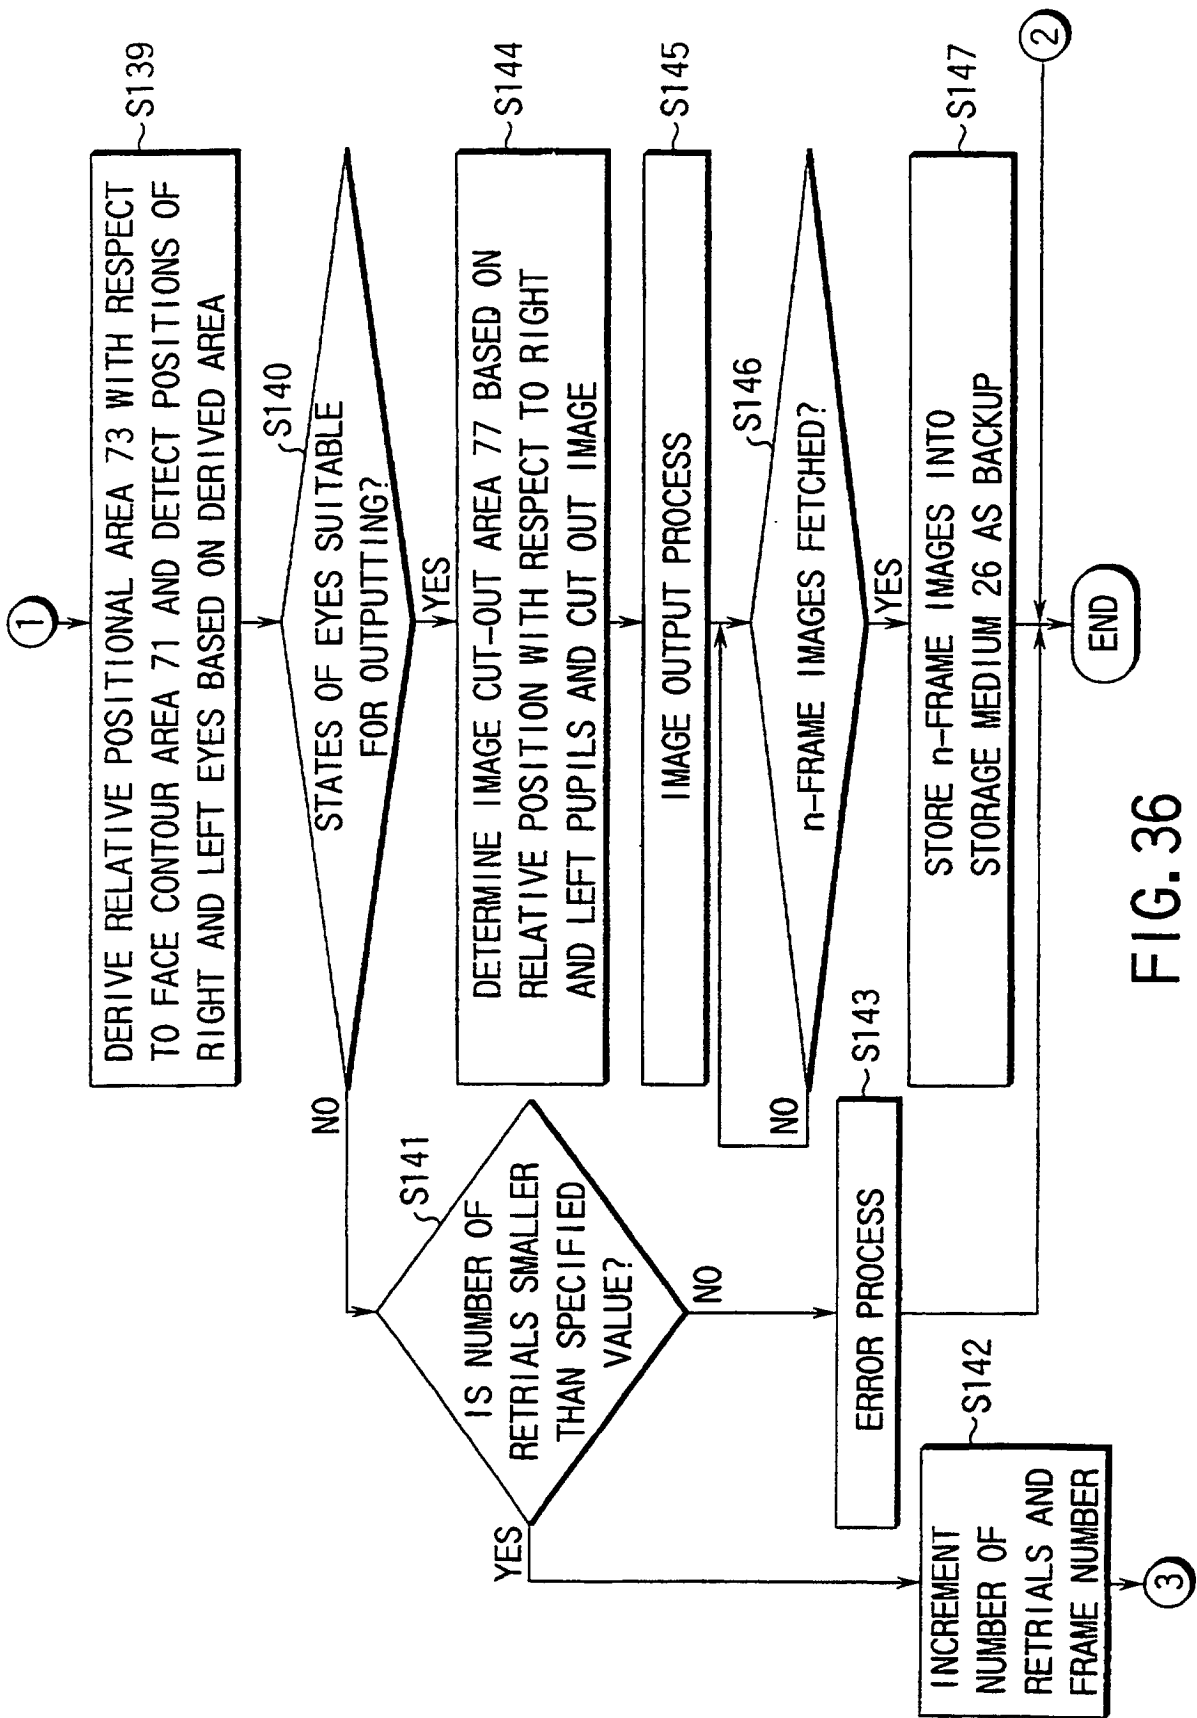 1
DERIVE RELATIVE POSITIONAL AREA 73 WITH RESPECT
TO FACE CONTOUR AREA 71 AND DETECT POSITIONS OF
RIGHT AND LEFT EYES BASED ON DERIVED AREA
S139
STATES OF EYES SUITABLE
FOR OUTPUTTING?
S140
NO
YES
IS NUMBER OF
RETRIALS SMALLER
THAN SPECIFIED
VALUE?
S141
YES
NO
INCREMENT
NUMBER OF
RETRIALS AND
FRAME NUMBER
S142
3
ERROR PROCESS
S143
DETERMINE IMAGE CUT-OUT AREA 77 BASED ON
RELATIVE POSITION WITH RESPECT TO RIGHT
AND LEFT PUPILS AND CUT OUT IMAGE
S144
IMAGE OUTPUT PROCESS
S145
n-FRAME IMAGES FETCHED?
S146
NO
YES
STORE n-FRAME IMAGES INTO
STORAGE MEDIUM 26 AS BACKUP
S147
2
END
FIG. 36